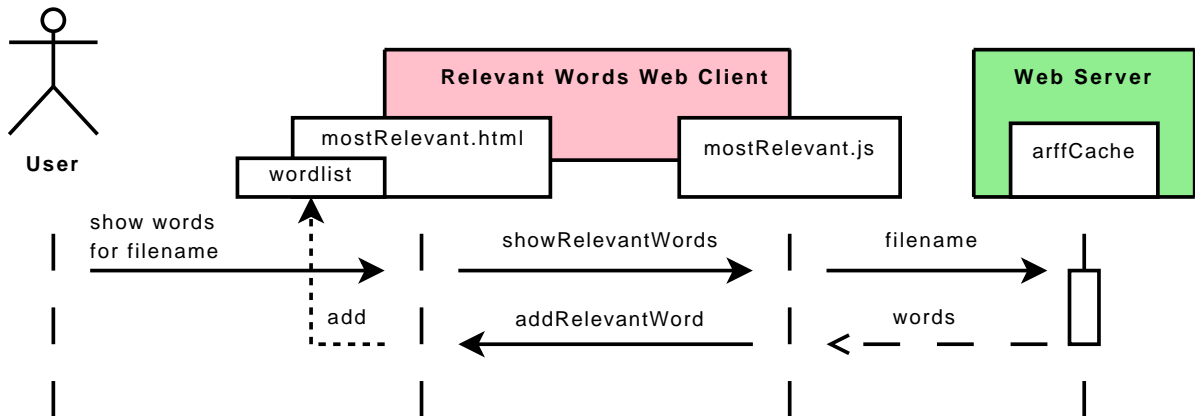 Relevant Words Web Client
Web Server
mostRelevant.html
mostRelevant.js
arffCache
User
wordlist
show words
for filename
showRelevantWords
filename
add
addRelevantWord
words